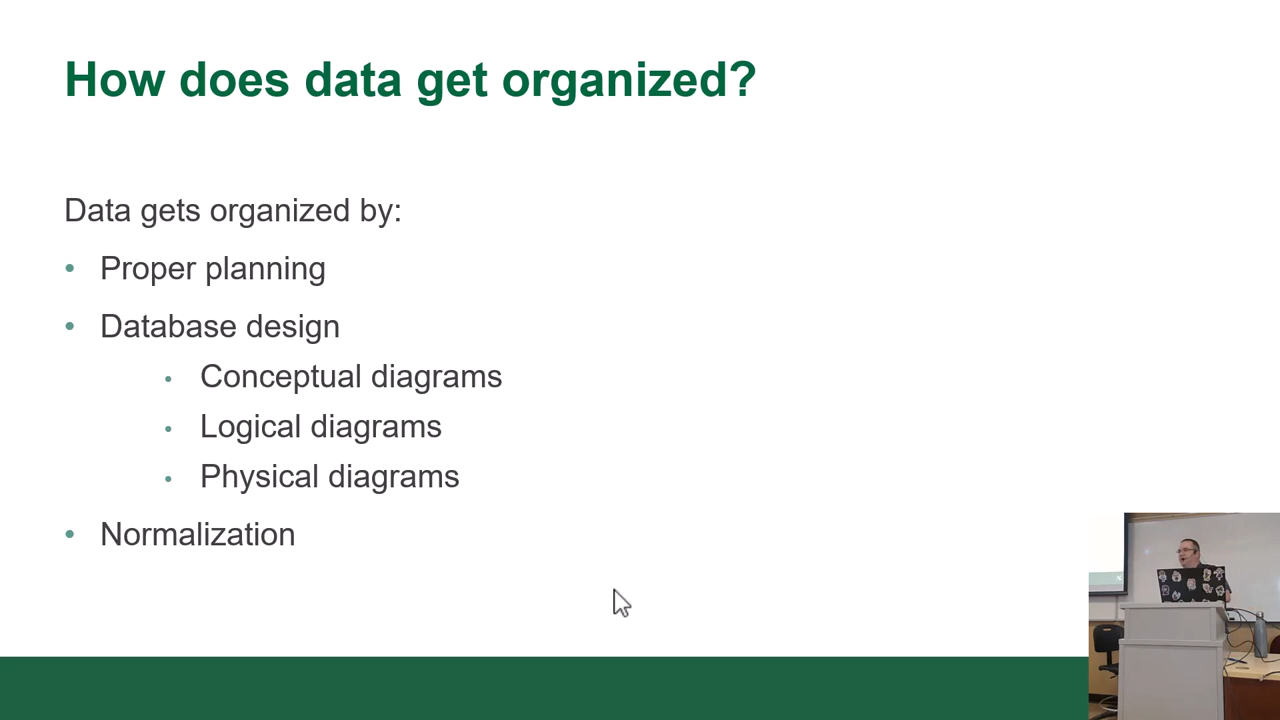 How does data get organized?
Data gets organized by:
• Proper planning
• Database design
• Conceptual diagrams
• Logical diagrams
• Physical diagrams
• Normalization